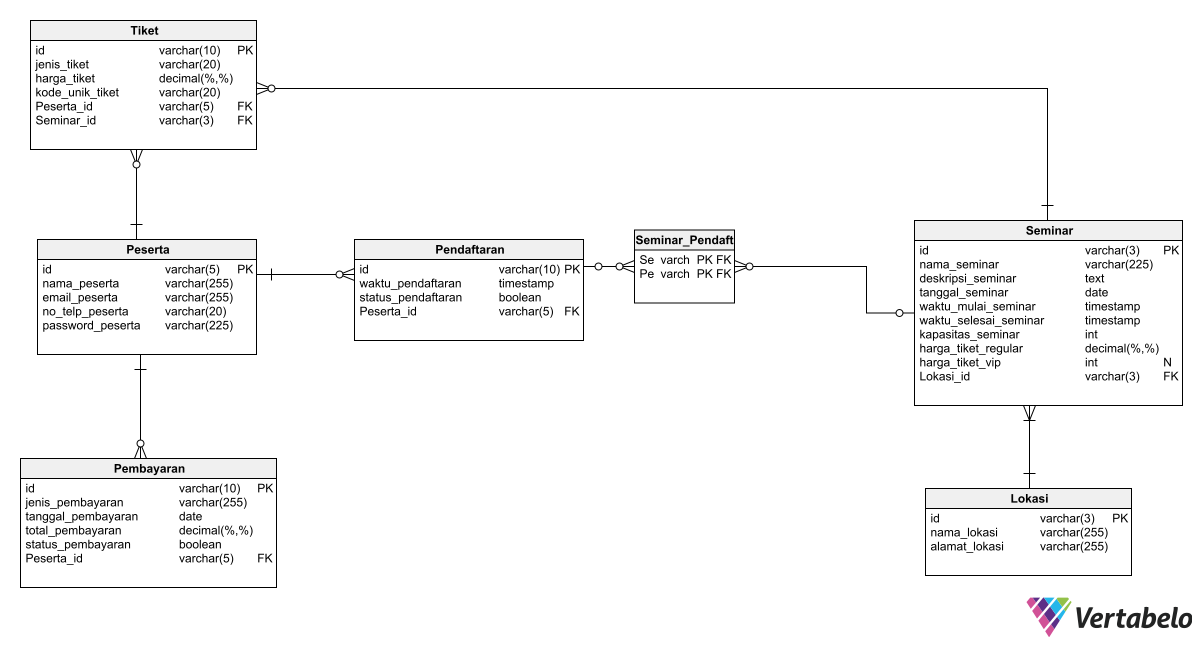 Tiket
id varchar(10) PK
jenis_tiket varchar(20)
harga_tiket decimal(%,%)
kode_unik_tiket varchar(20)
Peserta_id varchar(5) FK
Seminar_id varchar(3) FK
Peserta
id varchar(5) PK
nama_peserta varchar(255)
email_peserta varchar(255)
no_telp_peserta varchar(20)
password_peserta varchar(225)
Pendaftaran
id varchar(10) PK
waktu_pendaftaran timestamp
status_pendaftaran boolean
Peserta_id varchar(5) FK
Seminar_Pendaft
Se varch PK FK
Pe varch PK FK
Seminar
id varchar(3) PK
nama_seminar varchar(225)
deskripsi_seminar text
tanggal_seminar date
waktu_mulai_seminar timestamp
waktu_selesai_seminar timestamp
kapasitas_seminar int
harga_tiket_regular decimal(%,%)
harga_tiket_vip int N
Lokasi_id varchar(3) FK
Pembayaran
id varchar(10) PK
jenis_pembayaran varchar(255)
tanggal_pembayaran date
total_pembayaran decimal(%,%)
status_pembayaran boolean
Peserta_id varchar(5) FK
Lokasi
id varchar(3) PK
nama_lokasi varchar(255)
alamat_lokasi varchar(255)
Vertabelo